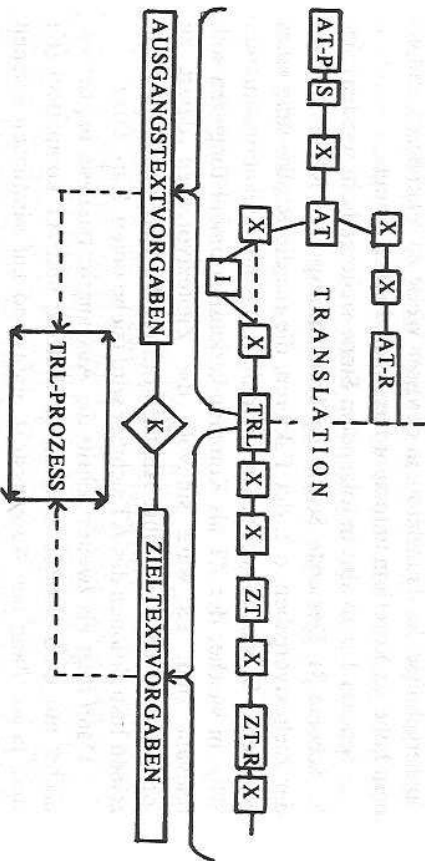 X X AT-R
AT-P S X AT TRANSLATION
X X TRL X X ZT X ZT-R X
I
AUSGANGSTEXTVORGABEN K ZIELTEXTVORGABEN
TRL-PROZESS